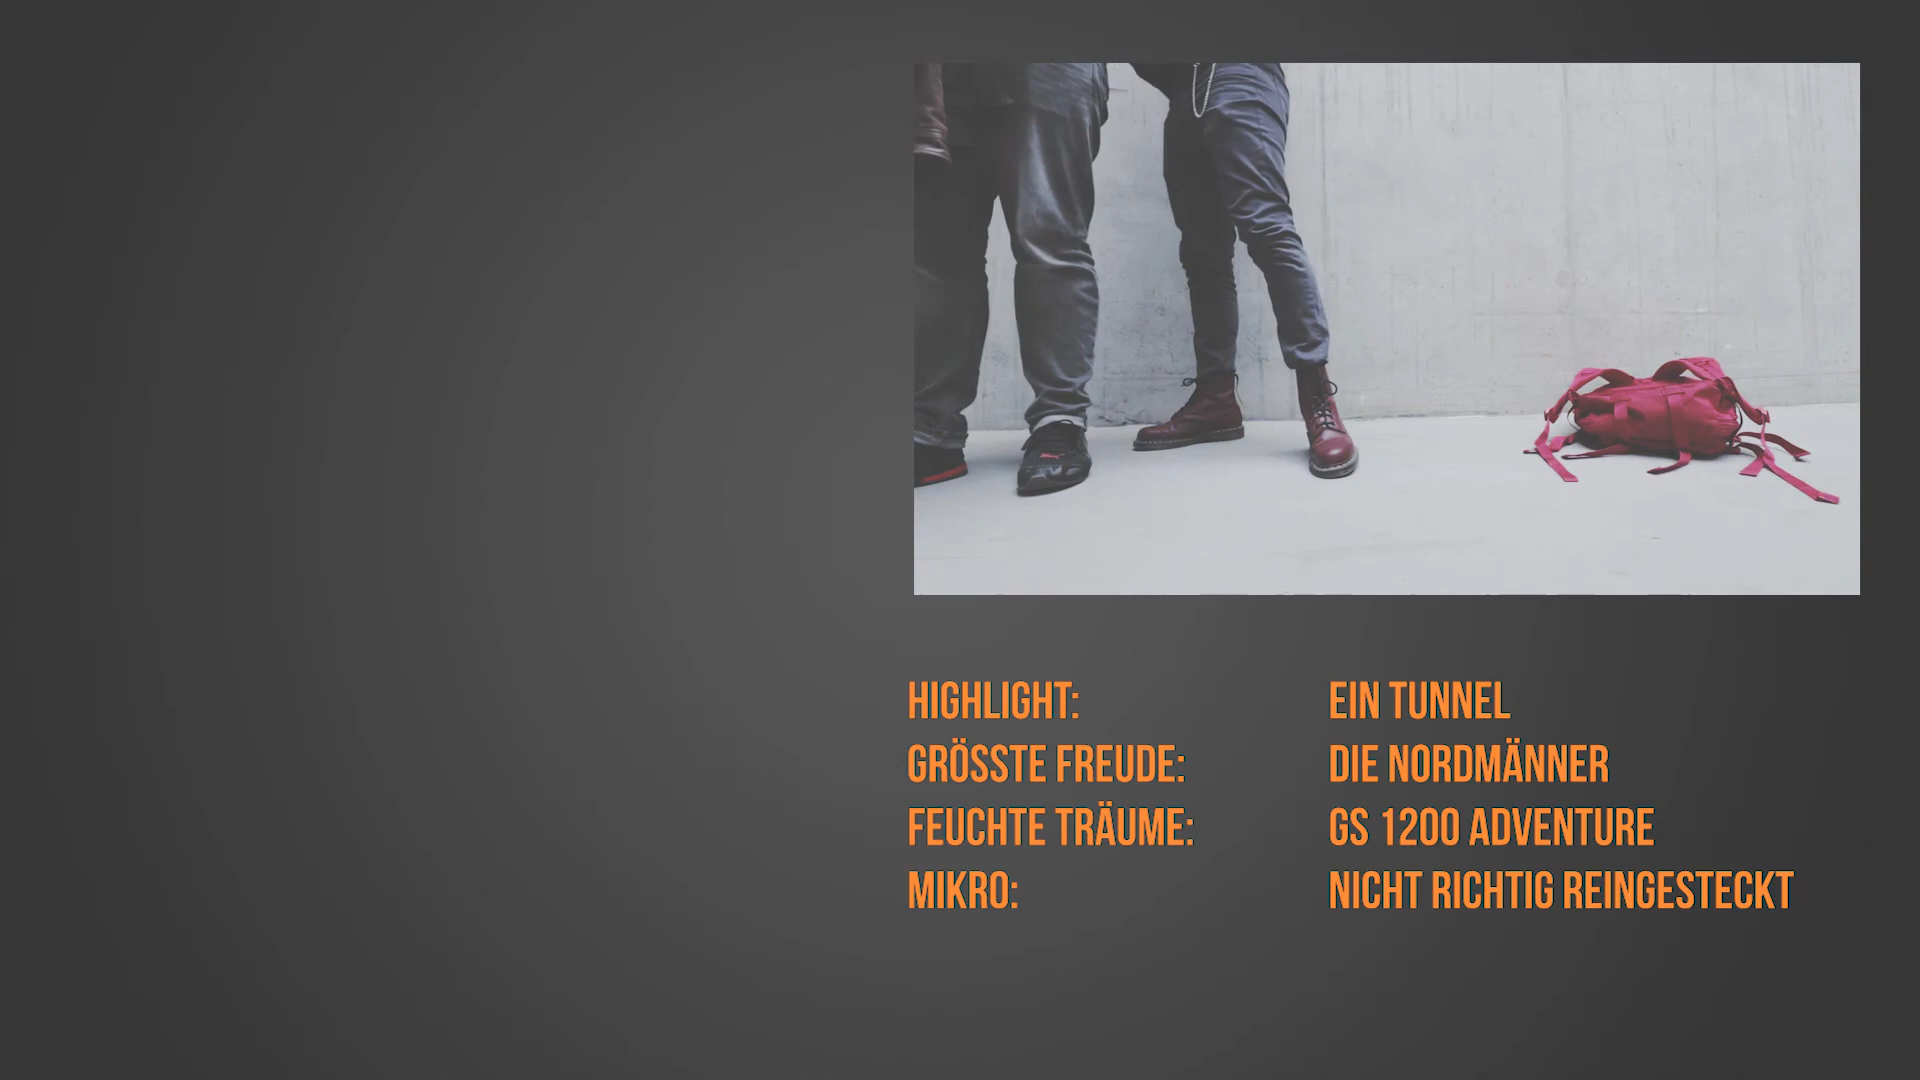 HIGHLIGHT: EIN TUNNEL
GRÖSSTE FREUDE: DIE NORDMÄNNER
FEUCHTE TRÄUME: GS 1200 ADVENTURE
MIKRO: NICHT RICHTIG REINGESTECKT